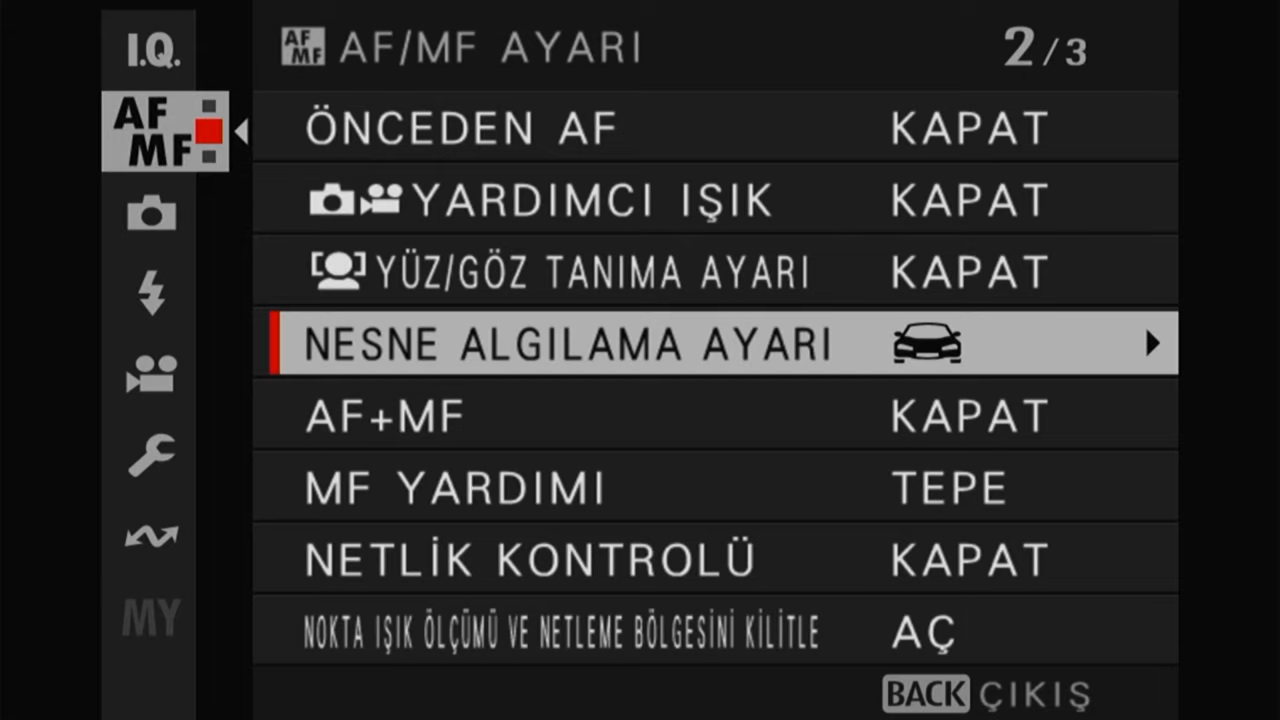 I.Q.
AF MF AF/MF AYARI 2/3
AF
MF
ÖNCEDEN AF KAPAT
YARDIMCI IŞIK KAPAT
YÜZ/GÖZ TANIMA AYARI KAPAT
NESNE ALGILAMA AYARI
AF+MF KAPAT
MF YARDIMI TEPE
NETLİK KONTROLÜ KAPAT
NOKTA IŞIK ÖLÇÜMÜ VE NETLEME BÖLGESİNİ KİLİTLE AÇ
MY
BACK ÇIKIŞ